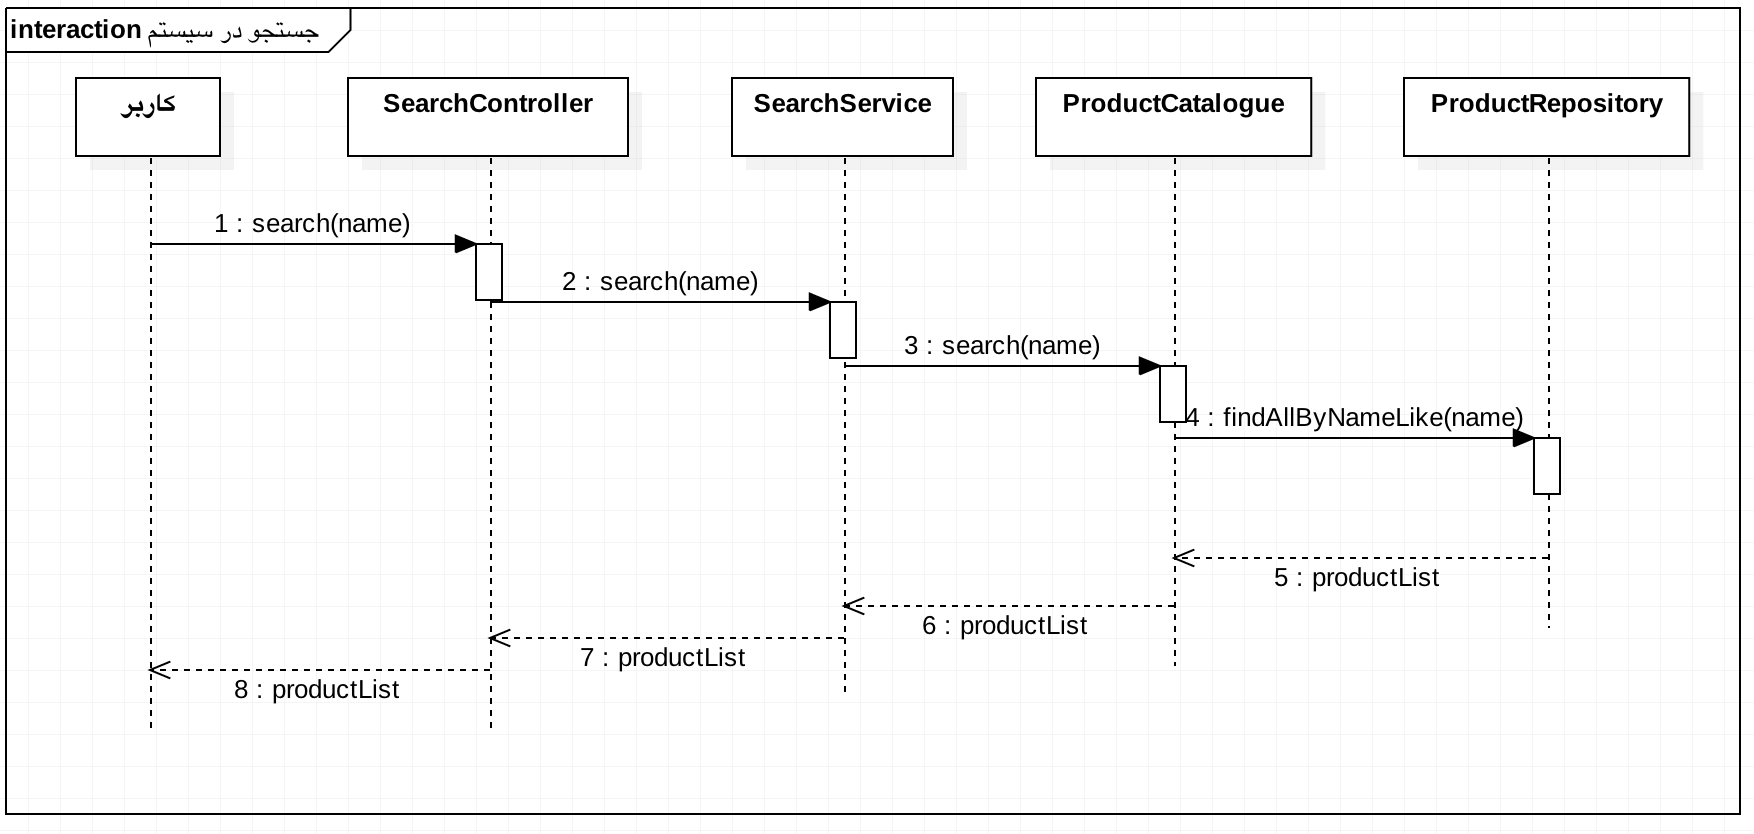 interaction جستجو در سیستم
کاربر
SearchController
SearchService
ProductCatalogue
ProductRepository
1 : search(name)
2 : search(name)
3 : search(name)
4 : findAllByNameLike(name)
5 : productList
6 : productList
7 : productList
8 : productList